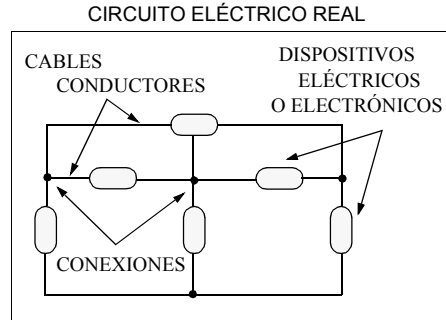 CIRCUITO ELÉCTRICO REAL
CABLES
CONDUCTORES
DISPOSITIVOS
ELÉCTRICOS
O ELECTRÓNICOS
CONEXIONES